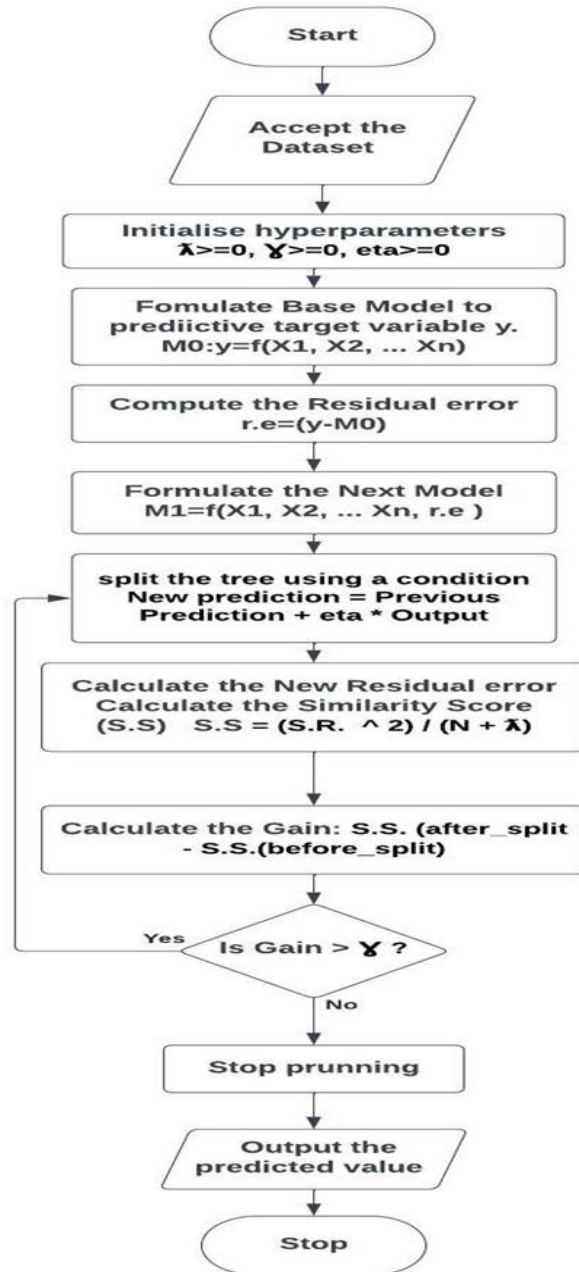 Start
Accept the
Dataset
Initialise hyperparameters
ƛ>=0, Ɣ>=0, eta>=0
Fomulate Base Model to
prediictive target variable y.
M0:y=f(X1, X2, ... Xn)
Compute the Residual error
r.e=(y-M0)
Formulate the Next Model
M1=f(X1, X2, ... Xn, r.e )
split the tree using a condition
New prediction = Previous
Prediction + eta * Output
Calculate the New Residual error
Calculate the Similarity Score
(S.S) S.S = (S.R. ^ 2) / (N + ƛ)
Calculate the Gain: S.S. (after_split
- S.S.(before_split)
Yes
Is Gain > Ɣ ?
No
Stop prunning
Output the
predicted value
Stop